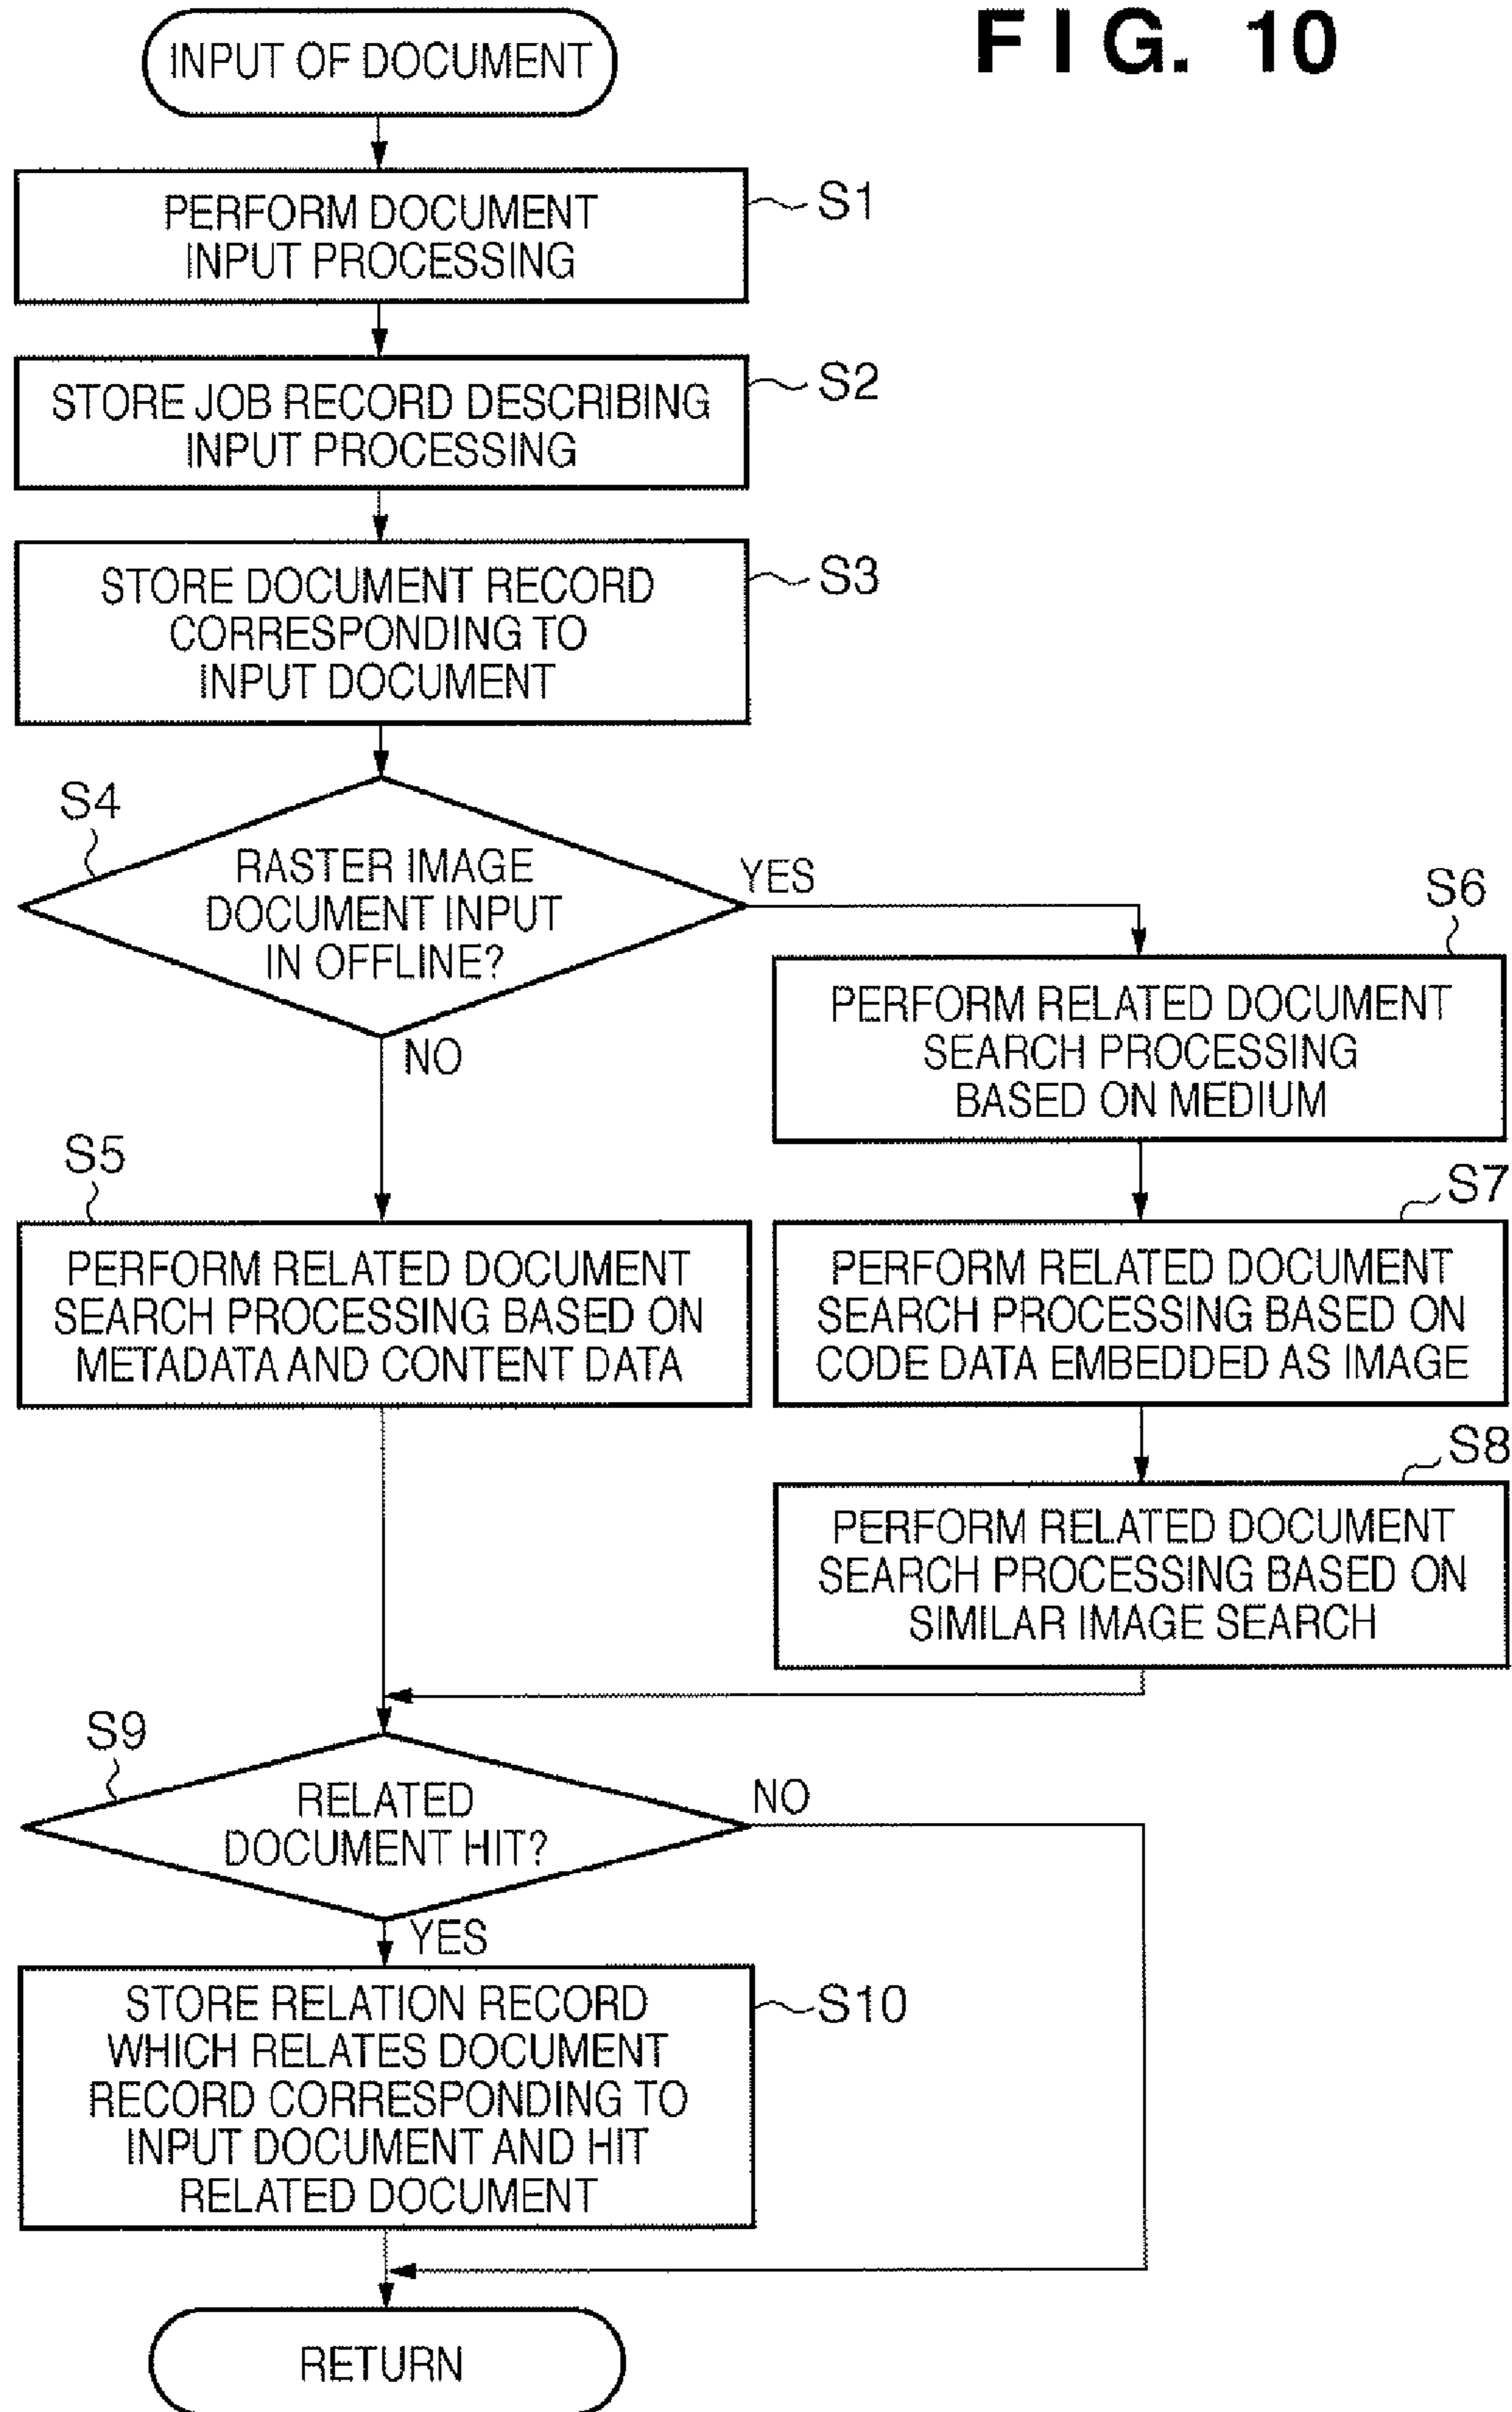 FIG. 10
INPUT OF DOCUMENT
PERFORM DOCUMENT
INPUT PROCESSING
S1
STORE JOB RECORD DESCRIBING
INPUT PROCESSING
S2
STORE DOCUMENT RECORD
CORRESPONDING TO
INPUT DOCUMENT
S3
S4
RASTER IMAGE
DOCUMENT INPUT
IN OFFLINE?
YES
NO
S6
PERFORM RELATED DOCUMENT
SEARCH PROCESSING
BASED ON MEDIUM
S5
PERFORM RELATED DOCUMENT
SEARCH PROCESSING BASED ON
METADATA AND CONTENT DATA
S7
PERFORM RELATED DOCUMENT
SEARCH PROCESSING BASED ON
CODE DATA EMBEDDED AS IMAGE
S8
PERFORM RELATED DOCUMENT
SEARCH PROCESSING BASED ON
SIMILAR IMAGE SEARCH
S9
RELATED
DOCUMENT HIT?
NO
YES
STORE RELATION RECORD
WHICH RELATES DOCUMENT
RECORD CORRESPONDING TO
INPUT DOCUMENT AND HIT
RELATED DOCUMENT
S10
RETURN